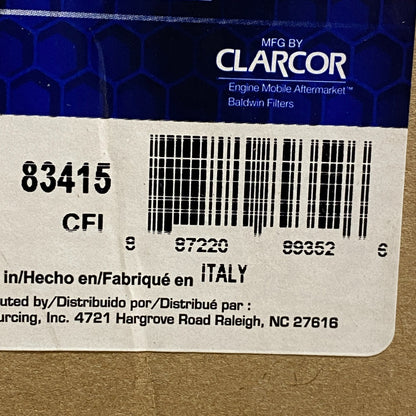 MFG BY
CLARCOR
Engine Mobile Aftermarket™
Baldwin Filters
83415
CFI
8 87220 89352 6
in/Hecho en/Fabriqué en ITALY
uted by/Distribuido por/Distribué par :
urcing, Inc. 4721 Hargrove Road Raleigh, NC 27616